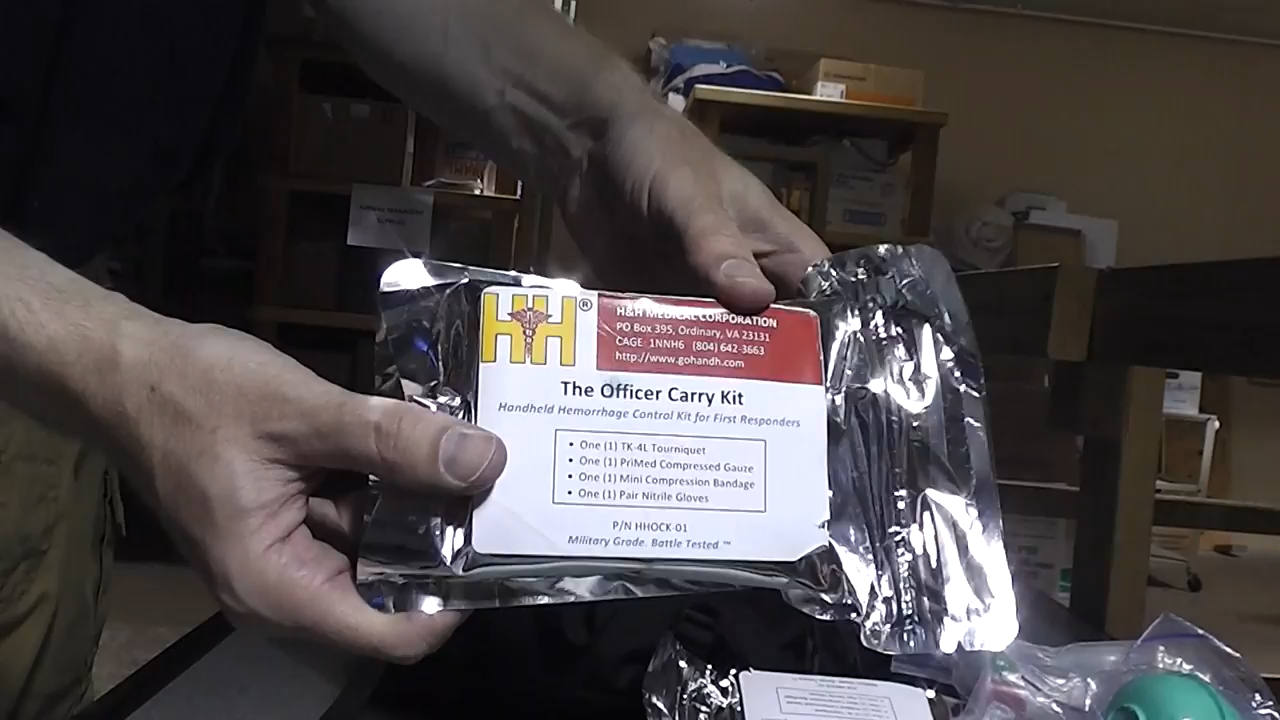 HH®
H&H MEDICAL CORPORATION
PO Box 395, Ordinary, VA 23131
CAGE 1NNH6 (804) 642-3663
http://www.gohandh.com
The Officer Carry Kit
Handheld Hemorrhage Control Kit for First Responders
• One (1) TK-4L Tourniquet
• One (1) PriMed Compressed Gauze
• One (1) Mini Compression Bandage
• One (1) Pair Nitrile Gloves
P/N HHOCK-01
Military Grade. Battle Tested ™